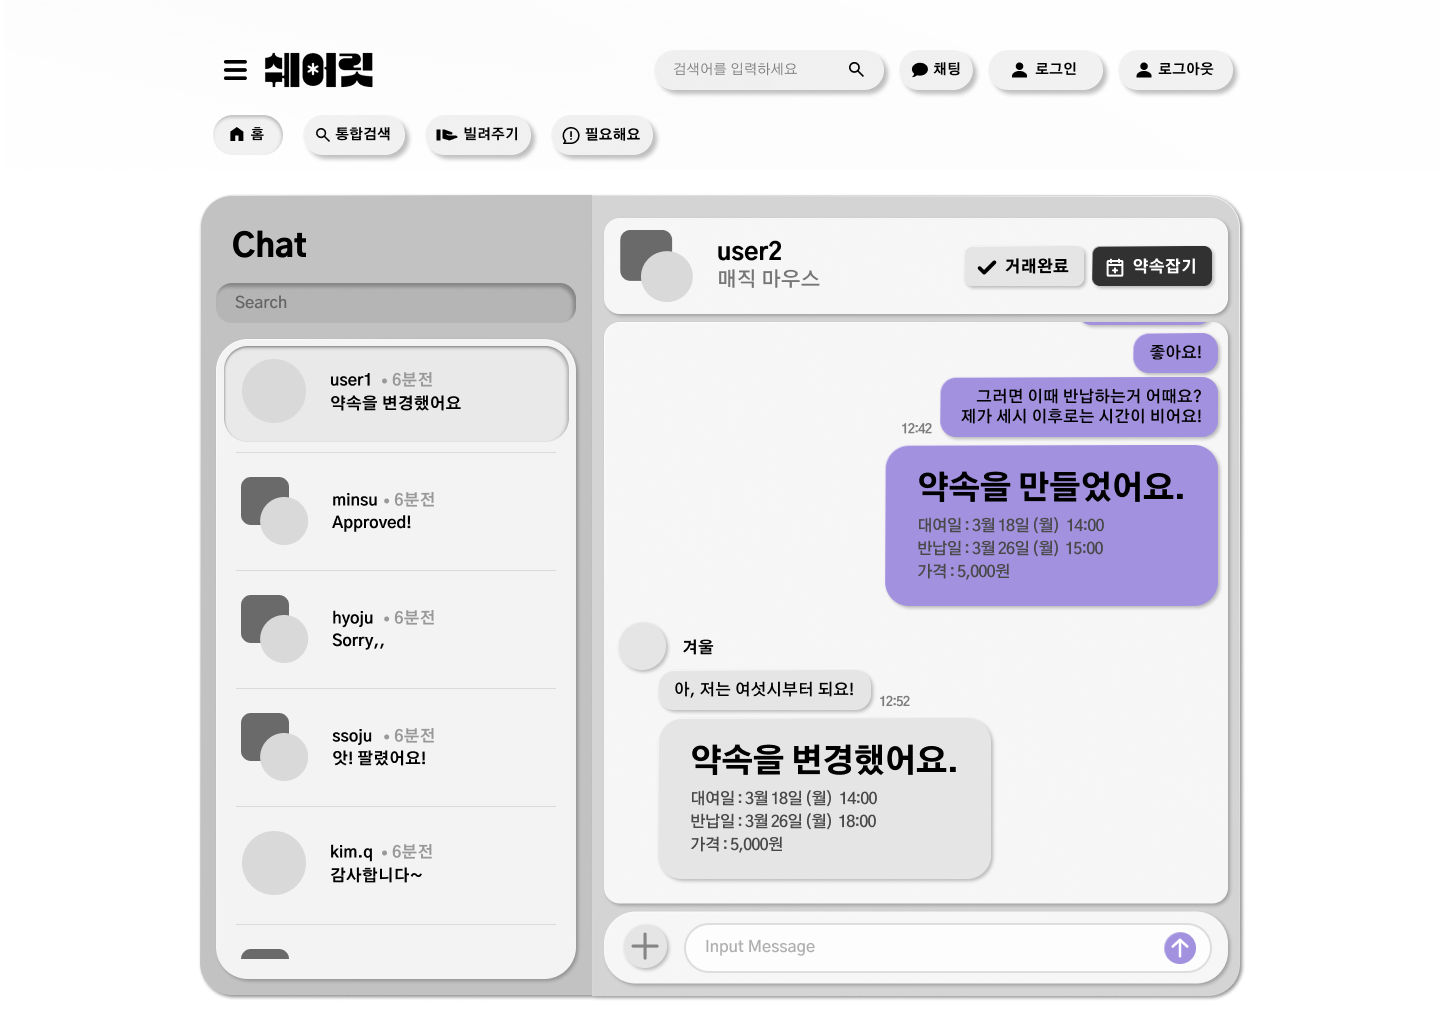 쉐어릿
검색어를 입력하세요
채팅
로그인
로그아웃
홈
통합검색
빌려주기
필요해요
Chat
Search
user1 • 6분전
약속을 변경했어요
minsu • 6분전
Approved!
hyoju • 6분전
Sorry,,
ssoju • 6분전
앗! 팔렸어요!
kim.q • 6분전
감사합니다~
user2
매직 마우스
거래완료
약속잡기
좋아요!
그러면 이때 반납하는거 어때요?
제가 세시 이후로는 시간이 비어요!
12:42
약속을 만들었어요.
대여일 : 3월 18일 (월) 14:00
반납일 : 3월 26일 (월) 15:00
가격 : 5,000원
겨울
아, 저는 여섯시부터 되요!
12:52
약속을 변경했어요.
대여일 : 3월 18일 (월) 14:00
반납일 : 3월 26일 (월) 18:00
가격 : 5,000원
Input Message